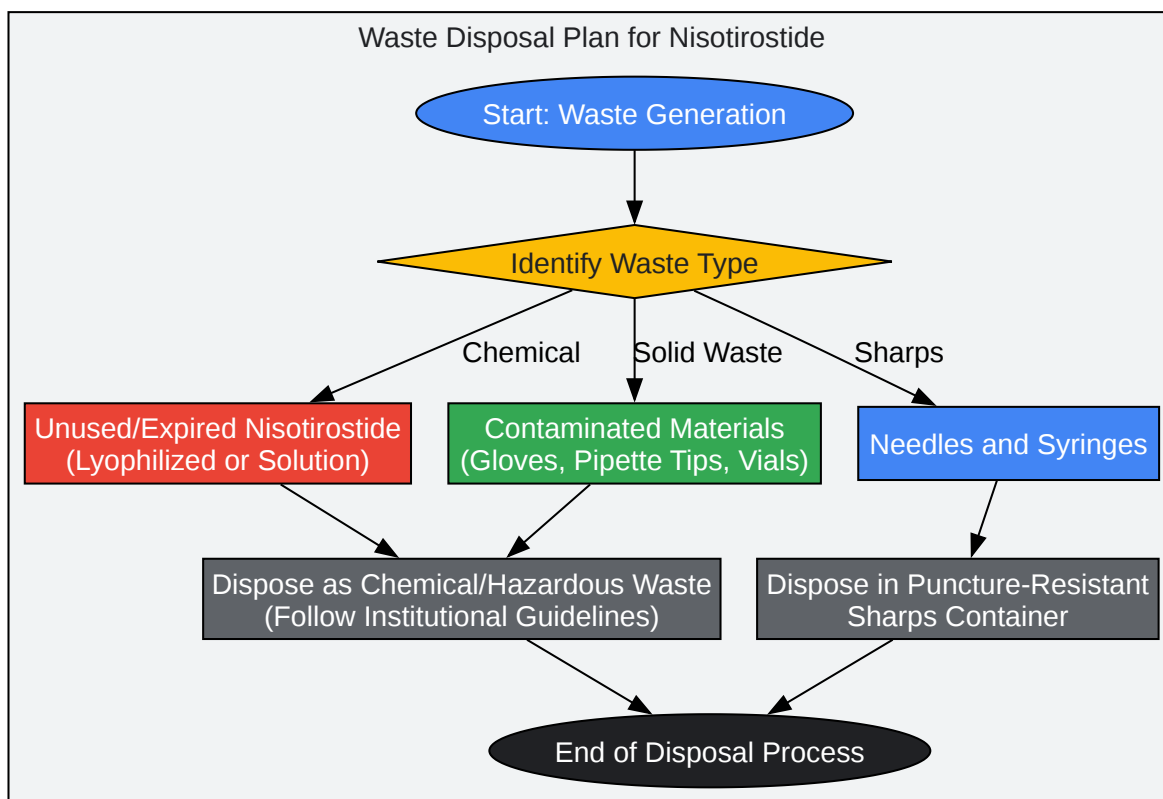 Waste Disposal Plan for Nisotirostide
Start: Waste Generation
Identify Waste Type
Chemical
Solid Waste
Sharps
Unused/Expired Nisotirostide
(Lyophilized or Solution)
Contaminated Materials
(Gloves, Pipette Tips, Vials)
Needles and Syringes
Dispose as Chemical/Hazardous Waste
(Follow Institutional Guidelines)
Dispose in Puncture-Resistant
Sharps Container
End of Disposal Process